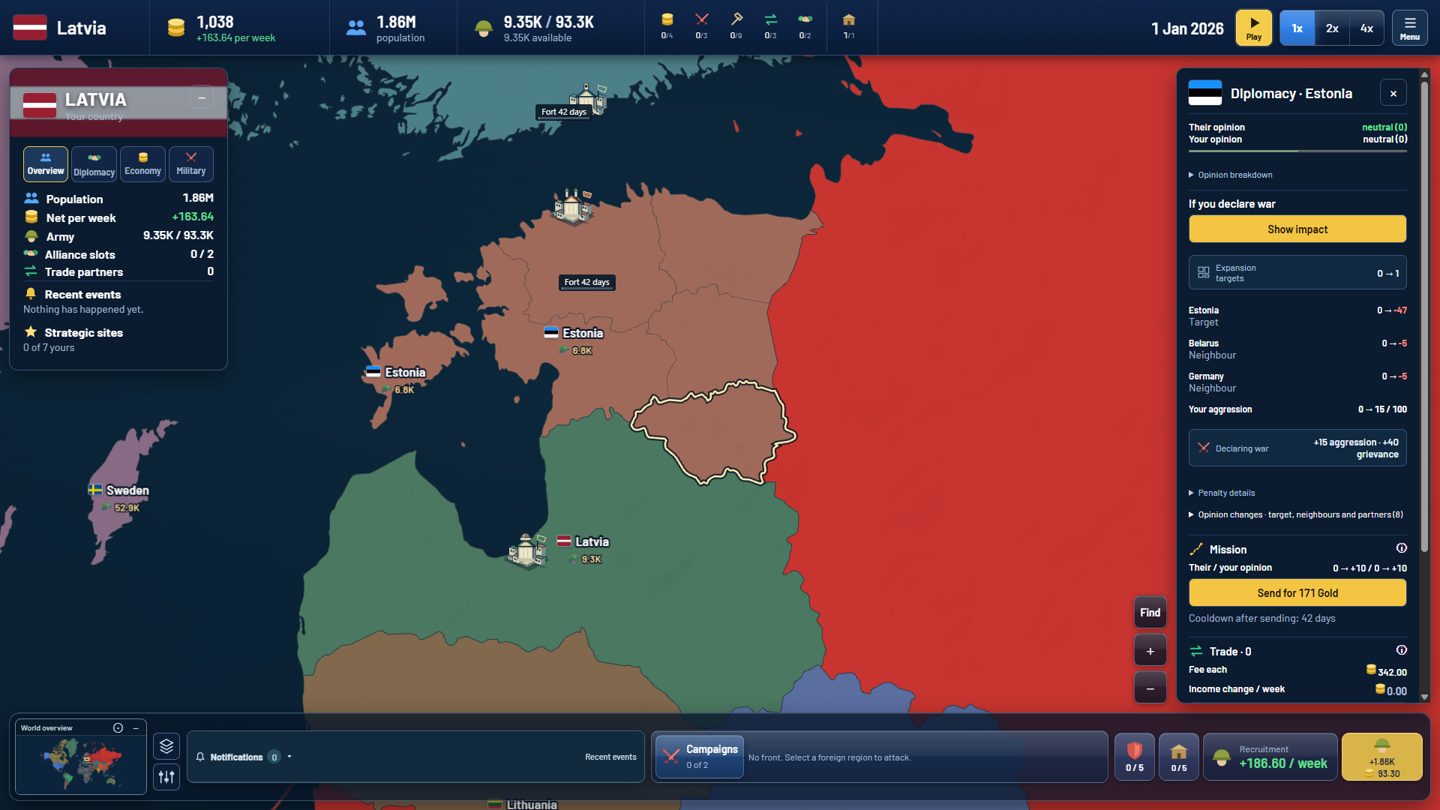 Latvia
1,038
+163.64 per week
1.86M
population
9.35K / 93.3K
9.35K available
0/4
0/3
0/9
0/3
0/2
1/1
1 Jan 2026
Play
1x
2x
4x
Menu
LATVIA
Your country
−
Overview
Diplomacy
Economy
Military
Population 1.86M
Net per week +163.64
Army 9.35K / 93.3K
Alliance slots 0 / 2
Trade partners 0
Recent events
Nothing has happened yet.
Strategic sites
0 of 7 yours
Fort 42 days
Fort 42 days
Estonia
6.8K
Estonia
6.8K
Sweden
52.9K
Latvia
9.3K
Lithuania
Find
+
−
Diplomacy · Estonia
×
Their opinion neutral (0)
Your opinion neutral (0)
Opinion breakdown
If you declare war
Show impact
Expansion targets 0 → 1
Estonia 0 → -47
Target
Belarus 0 → -5
Neighbour
Germany 0 → -5
Neighbour
Your aggression 0 → 15 / 100
Declaring war +15 aggression · +40 grievance
Penalty details
Opinion changes · target, neighbours and partners (8)
Mission
Their / your opinion 0 → +10 / 0 → +10
Send for 171 Gold
Cooldown after sending: 42 days
Trade · 0
Fee each 342.00
Income change / week 0.00
World overview
Notifications 0
Recent events
Campaigns
0 of 2
No front. Select a foreign region to attack.
0 / 5
0/5
Recruitment
+186.60 / week
+1.86K
93.30